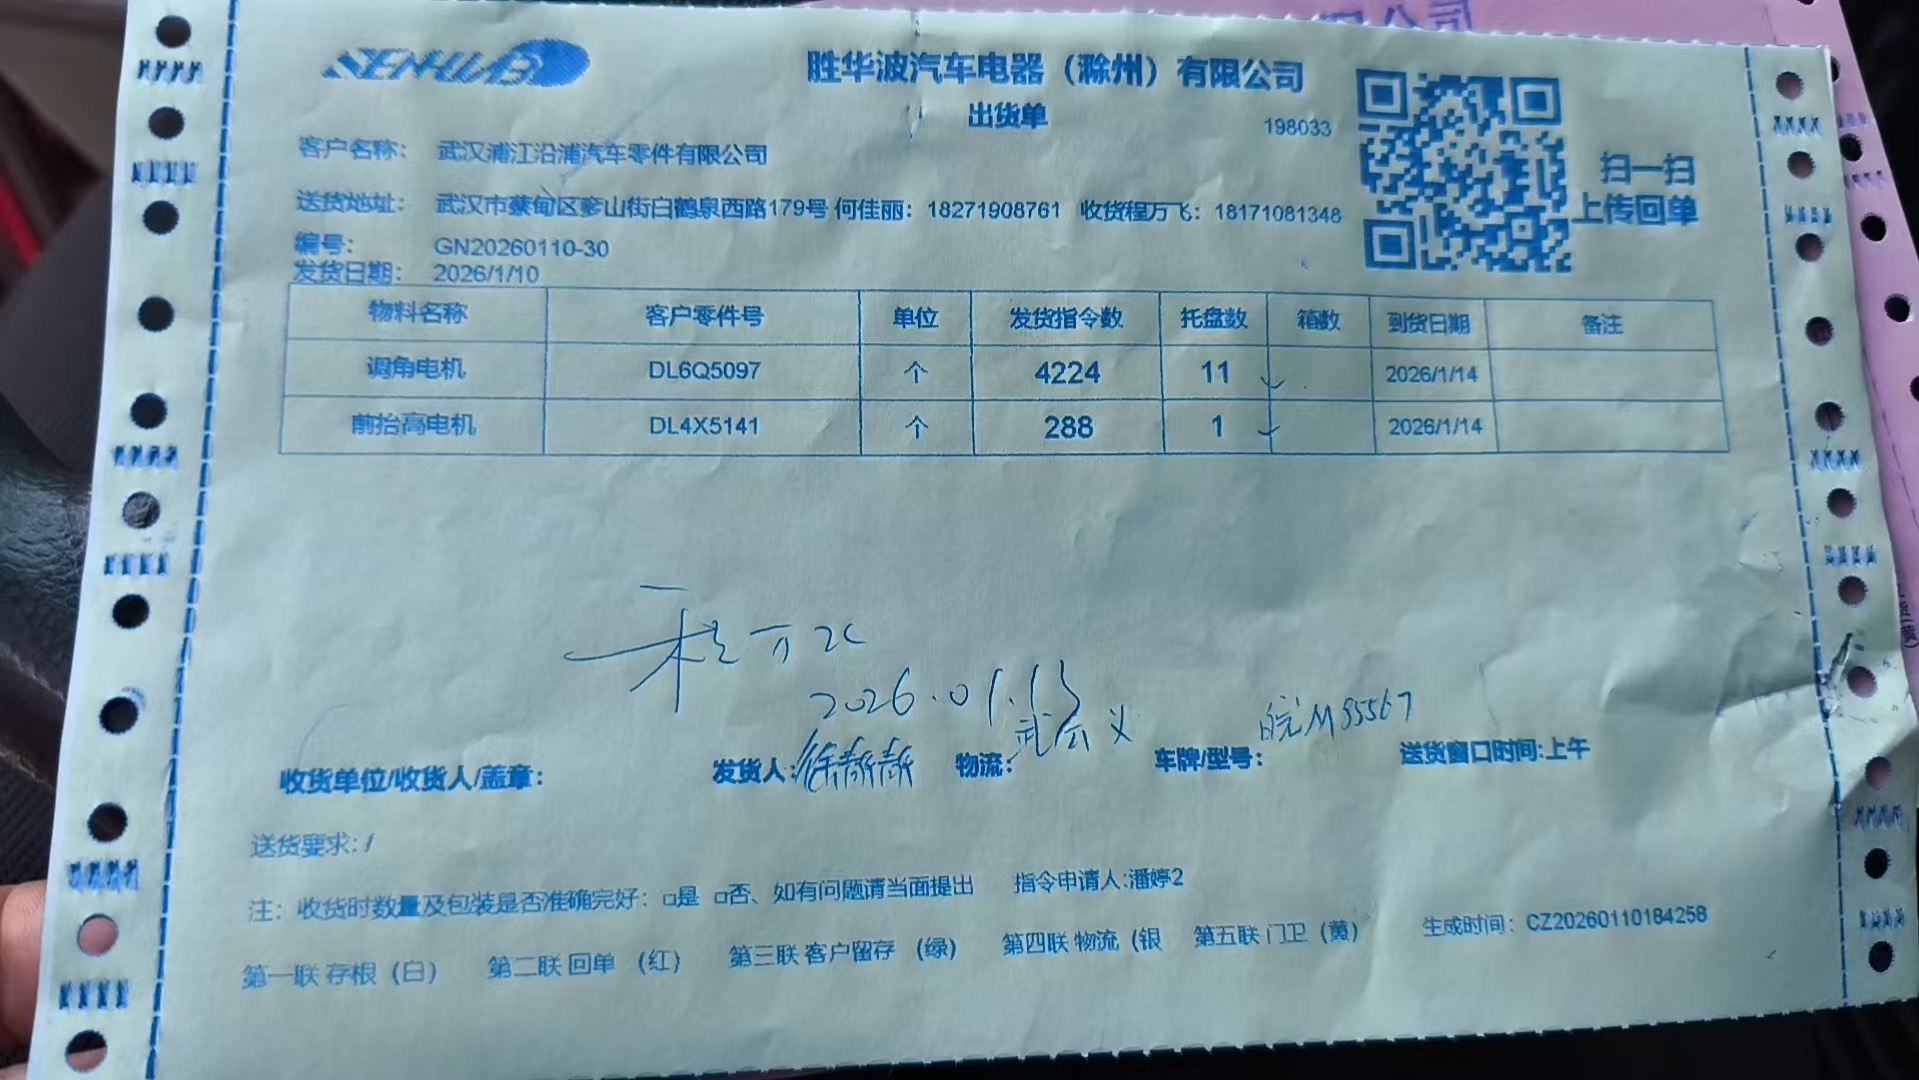 SENHWAB
胜华波汽车电器（滁州）有限公司
出货单
198033
扫一扫
上传回单
客户名称： 武汉浦江沿浦汽车零件有限公司
送货地址： 武汉市蔡甸区奓山街白鹤泉西路179号 何佳丽：18271908761 收货程万飞：18171081348
编号： GN20260110-30
发货日期： 2026/1/10
物料名称 客户零件号 单位 发货指令数 托盘数 箱数 到货日期 备注
调角电机 DL6Q5097 个 4224 11 2026/1/14
前抬高电机 DL4X5141 个 288 1 2026/1/14
2026.01.13
收货单位/收货人/盖章： 发货人：徐静静 物流： 车牌/型号：皖M95567 送货窗口时间:上午
送货要求: /
注：收货时数量及包装是否准确完好：□是 □否、如有问题请当面提出 指令申请人:潘婷2
第一联 存根（白） 第二联 回单 （红） 第三联 客户留存 （绿） 第四联 物流（银 第五联 门卫（黄） 生成时间：CZ20260110184258